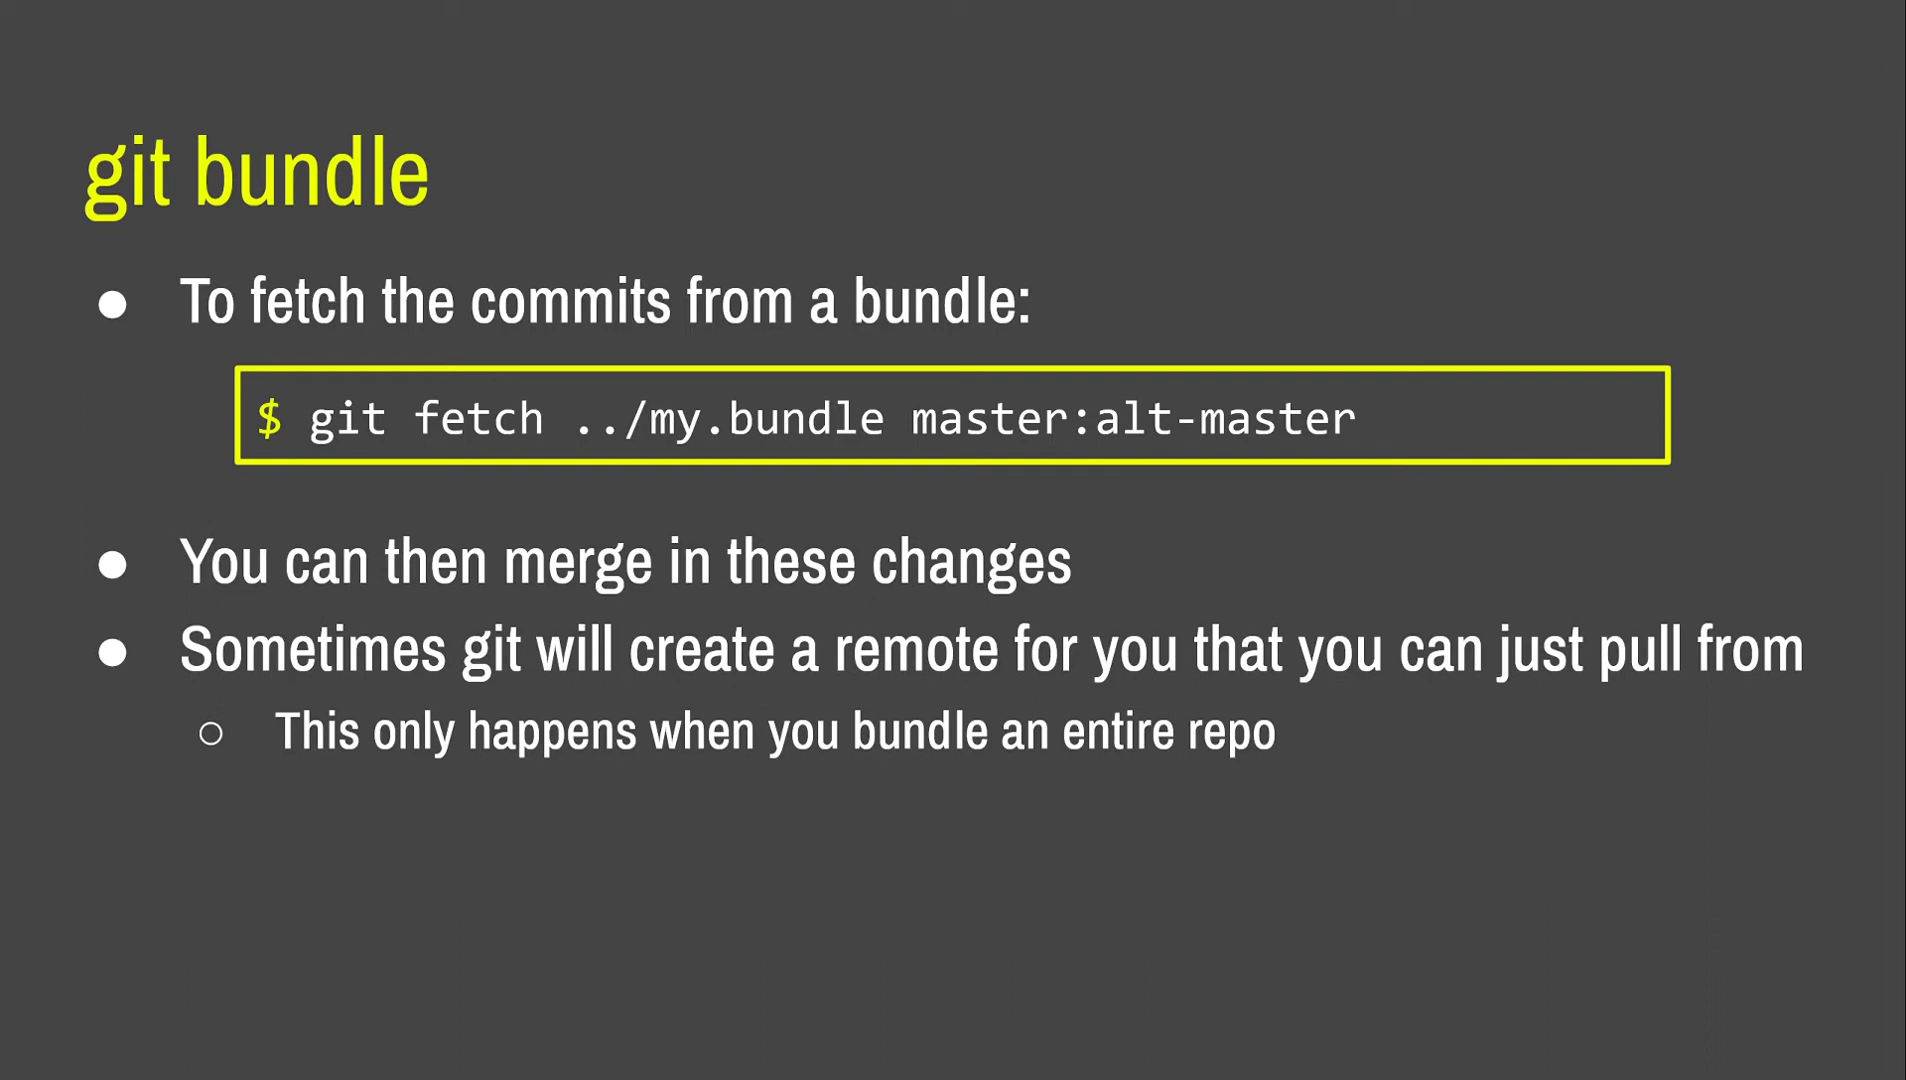 git bundle
● To fetch the commits from a bundle:
$ git fetch ../my.bundle master:alt-master
● You can then merge in these changes
● Sometimes git will create a remote for you that you can just pull from
○ This only happens when you bundle an entire repo